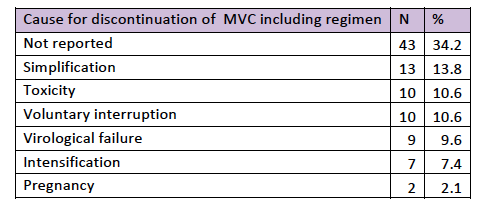 Cause for discontinuation of MVC including regimen N %
Not reported 43 34.2
Simplification 13 13.8
Toxicity 10 10.6
Voluntary interruption 10 10.6
Virological failure 9 9.6
Intensification 7 7.4
Pregnancy 2 2.1